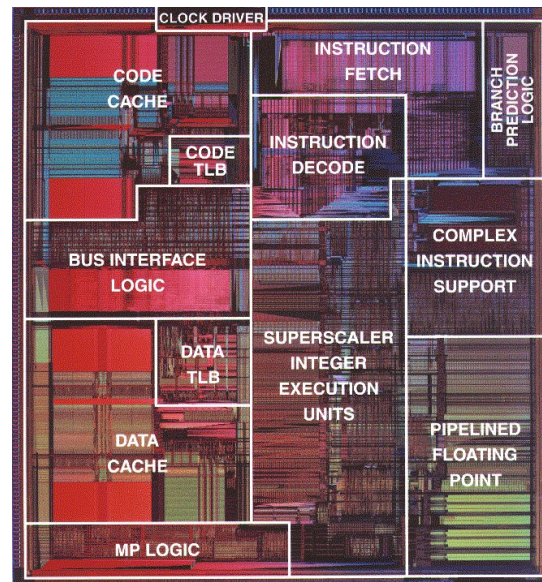 CLOCK DRIVER
CODE
CACHE
INSTRUCTION
FETCH
BRANCH
PREDICTION
LOGIC
CODE
TLB
INSTRUCTION
DECODE
BUS INTERFACE
LOGIC
COMPLEX
INSTRUCTION
SUPPORT
DATA
TLB
SUPERSCALER
INTEGER
EXECUTION
UNITS
DATA
CACHE
PIPELINED
FLOATING
POINT
MP LOGIC